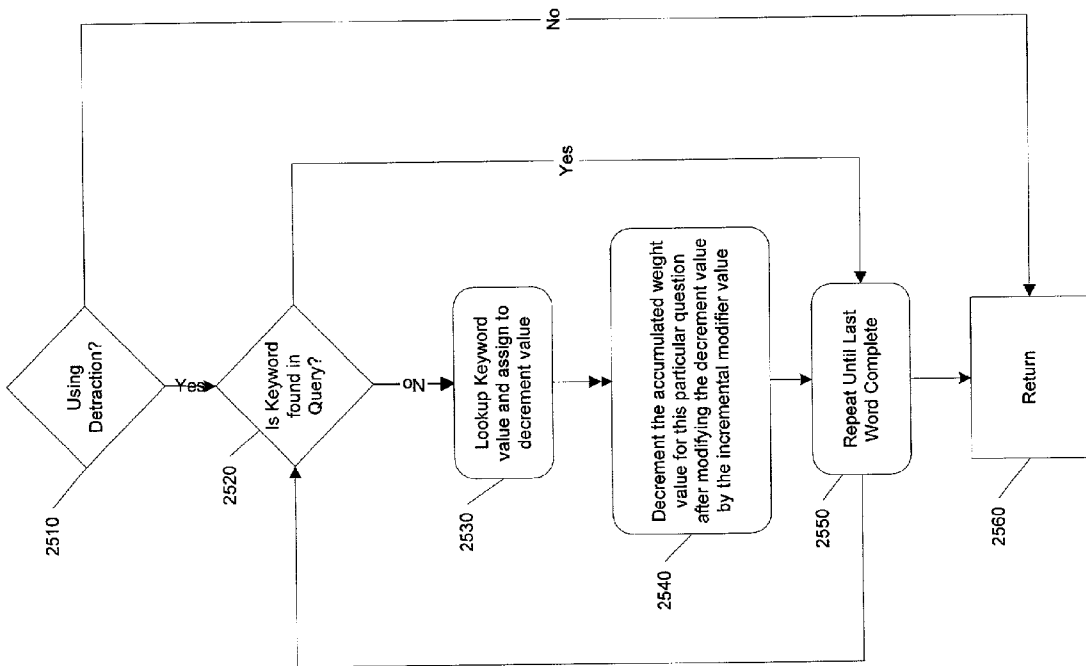 Using
Detraction?
2510
No
Yes
Is Keyword
found in
Query?
2520
Yes
No
Lookup Keyword
value and assign to
decrement value
2530
Decrement the accumulated weight
value for this particular question
after modifying the decrement value
by the incremental modifier value
2540
Repeat Until Last
Word Complete
2550
Return
2560